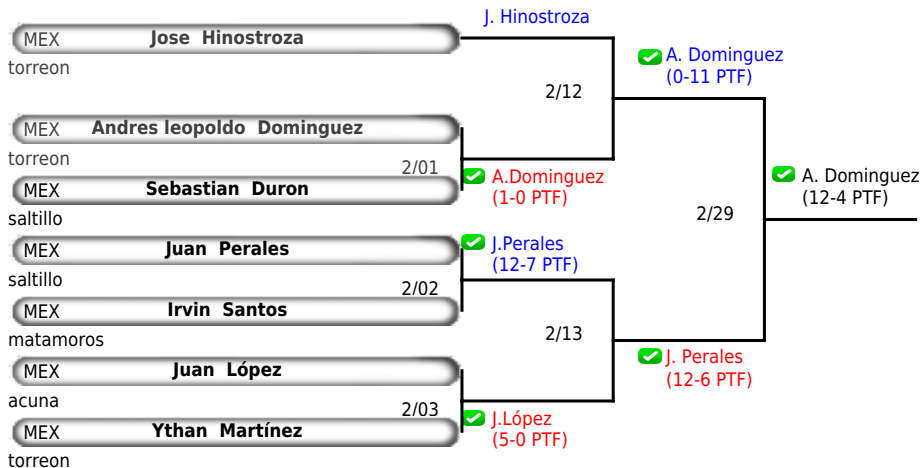 J. Hinostroza
MEX Jose Hinostroza
torreon
A. Dominguez
(0-11 PTF)
2/12
MEX Andres leopoldo Dominguez
torreon
2/01
A.Dominguez
(1-0 PTF)
MEX Sebastian Duron
saltillo
A. Dominguez
(12-4 PTF)
2/29
MEX Juan Perales
J.Perales
(12-7 PTF)
saltillo
2/02
MEX Irvin Santos
matamoros
2/13
J. Perales
(12-6 PTF)
MEX Juan López
acuna
2/03
J.López
(5-0 PTF)
MEX Ythan Martínez
torreon